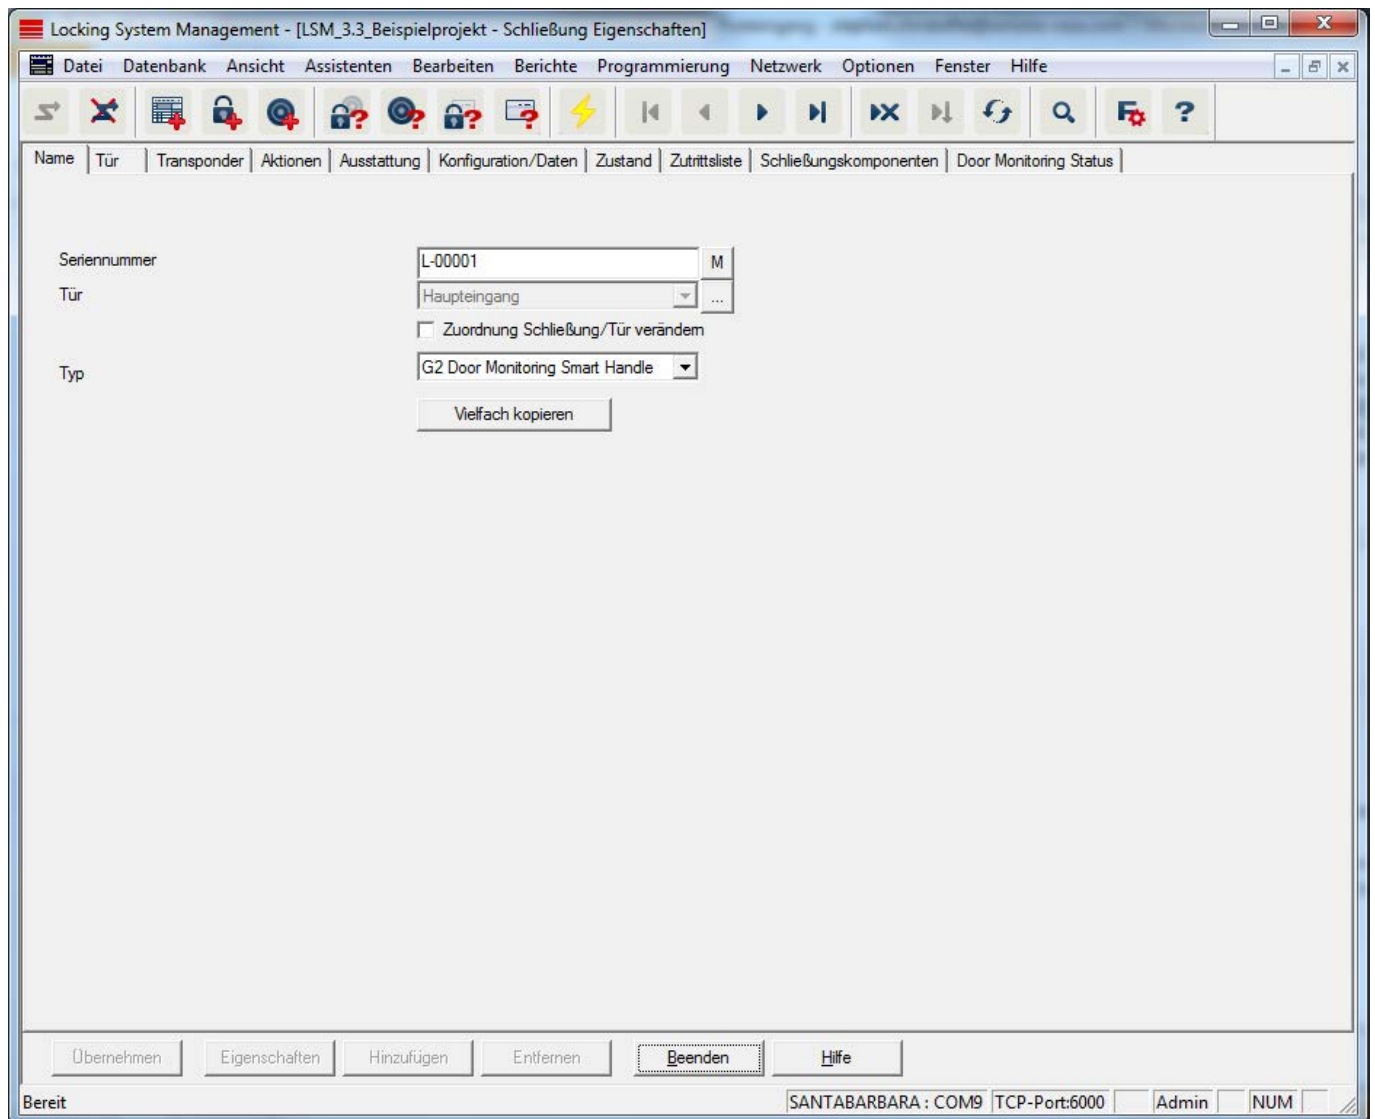 Locking System Management - [LSM_3.3_Beispielprojekt - Schließung Eigenschaften]
Datei Datenbank Ansicht Assistenten Bearbeiten Berichte Programmierung Netzwerk Optionen Fenster Hilfe
Name Tür Transponder Aktionen Ausstattung Konfiguration/Daten Zustand Zutrittsliste Schließungskomponenten Door Monitoring Status
Seriennummer L-00001 M
Tür Haupteingang ...
Zuordnung Schließung/Tür verändern
Typ G2 Door Monitoring Smart Handle
Vielfach kopieren
Übernehmen Eigenschaften Hinzufügen Entfernen Beenden Hilfe
Bereit SANTABARBARA : COM9 TCP-Port:6000 Admin NUM